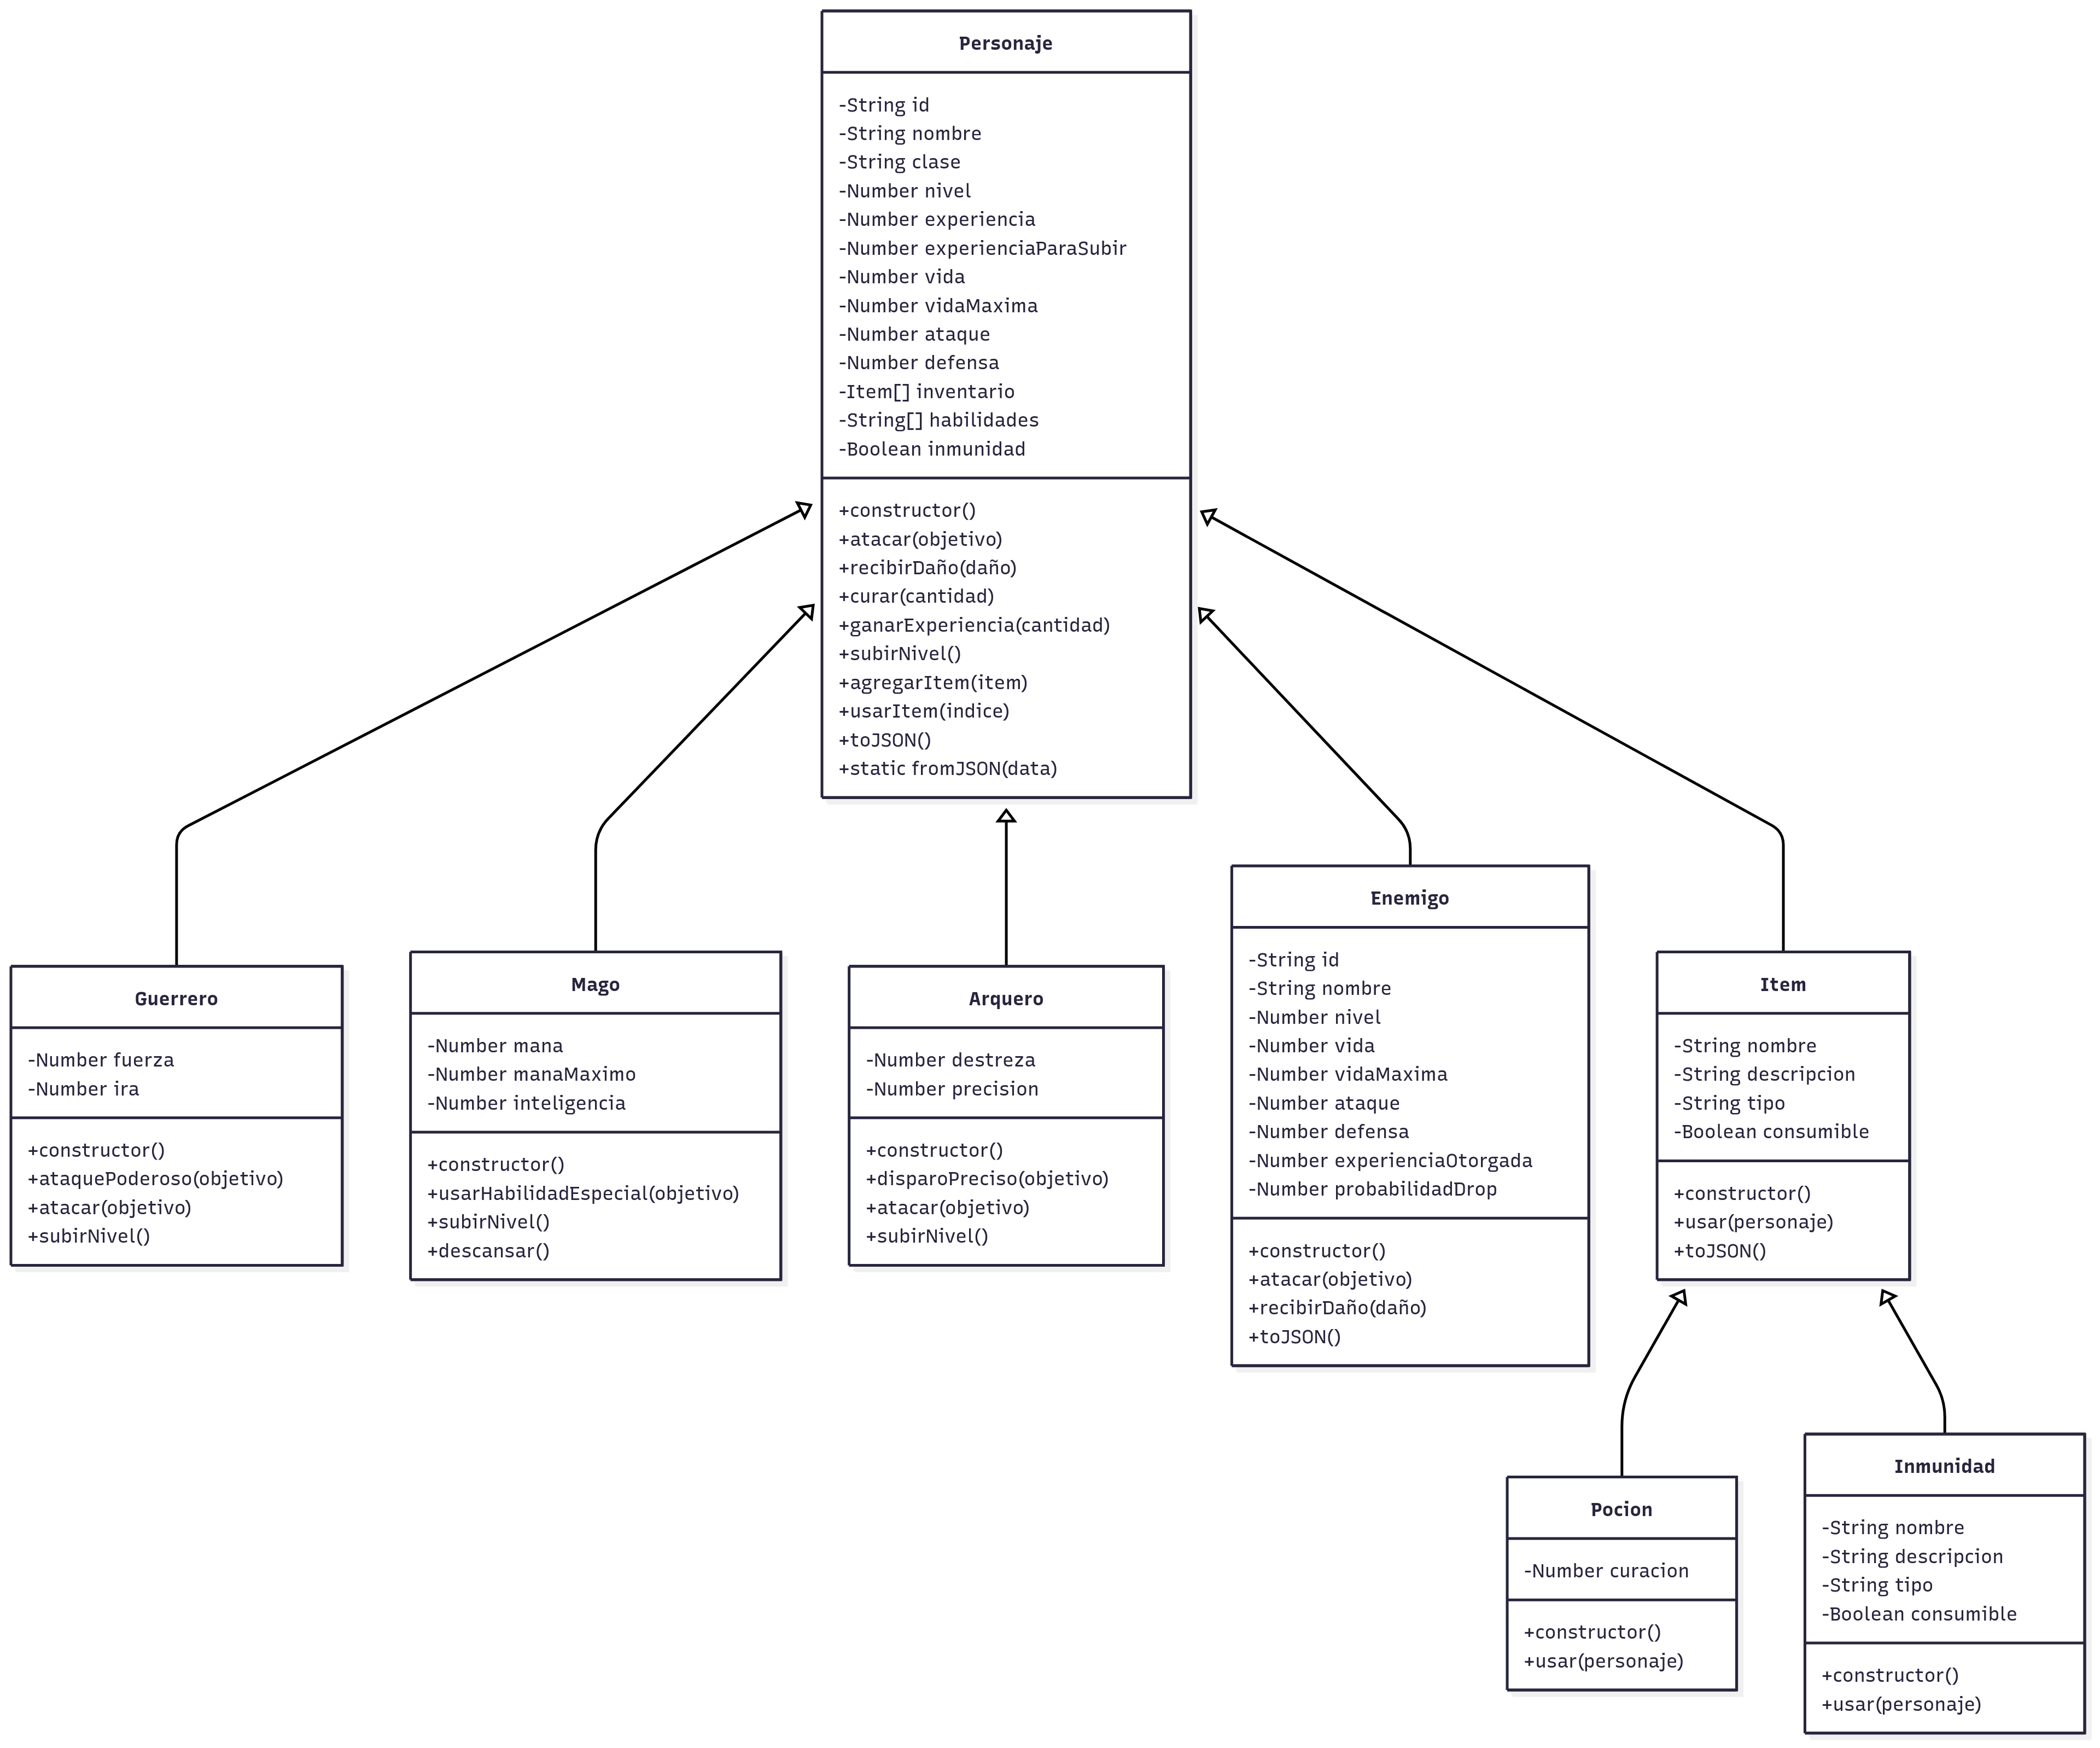 Personaje
-String id
-String nombre
-String clase
-Number nivel
-Number experiencia
-Number experienciaParaSubir
-Number vida
-Number vidaMaxima
-Number ataque
-Number defensa
-Item[] inventario
-String[] habilidades
-Boolean inmunidad
+constructor()
+atacar(objetivo)
+recibirDaño(daño)
+curar(cantidad)
+ganarExperiencia(cantidad)
+subirNivel()
+agregarItem(item)
+usarItem(indice)
+toJSON()
+static fromJSON(data)
Guerrero
-Number fuerza
-Number ira
+constructor()
+ataquePoderoso(objetivo)
+atacar(objetivo)
+subirNivel()
Mago
-Number mana
-Number manaMaximo
-Number inteligencia
+constructor()
+usarHabilidadEspecial(objetivo)
+subirNivel()
+descansar()
Arquero
-Number destreza
-Number precision
+constructor()
+disparoPreciso(objetivo)
+atacar(objetivo)
+subirNivel()
Enemigo
-String id
-String nombre
-Number nivel
-Number vida
-Number vidaMaxima
-Number ataque
-Number defensa
-Number experienciaOtorgada
-Number probabilidadDrop
+constructor()
+atacar(objetivo)
+recibirDaño(daño)
+toJSON()
Item
-String nombre
-String descripcion
-String tipo
-Boolean consumible
+constructor()
+usar(personaje)
+toJSON()
Pocion
-Number curacion
+constructor()
+usar(personaje)
Inmunidad
-String nombre
-String descripcion
-String tipo
-Boolean consumible
+constructor()
+usar(personaje)